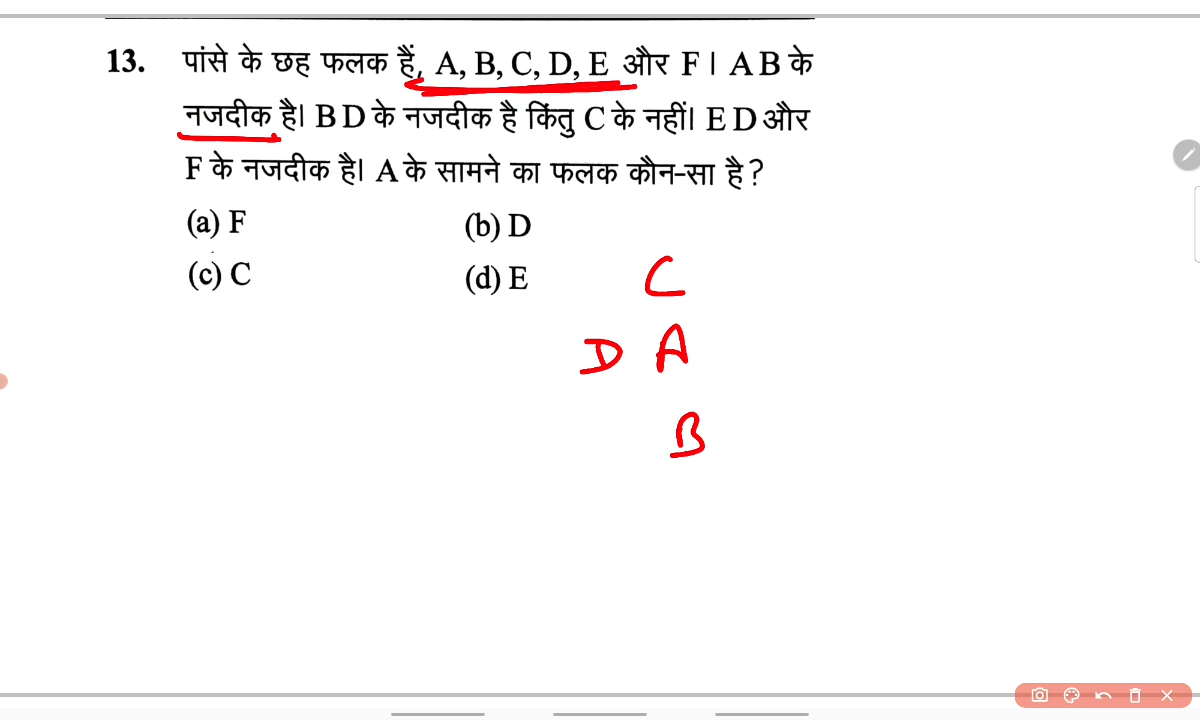 13. पांसे के छह फलक हैं, A, B, C, D, E और F। A B के
नजदीक है। B D के नजदीक है किंतु C के नहीं। E D और
F के नजदीक है। A के सामने का फलक कौन-सा है?
(a) F (b) D
(c) C (d) E
C
D A
B